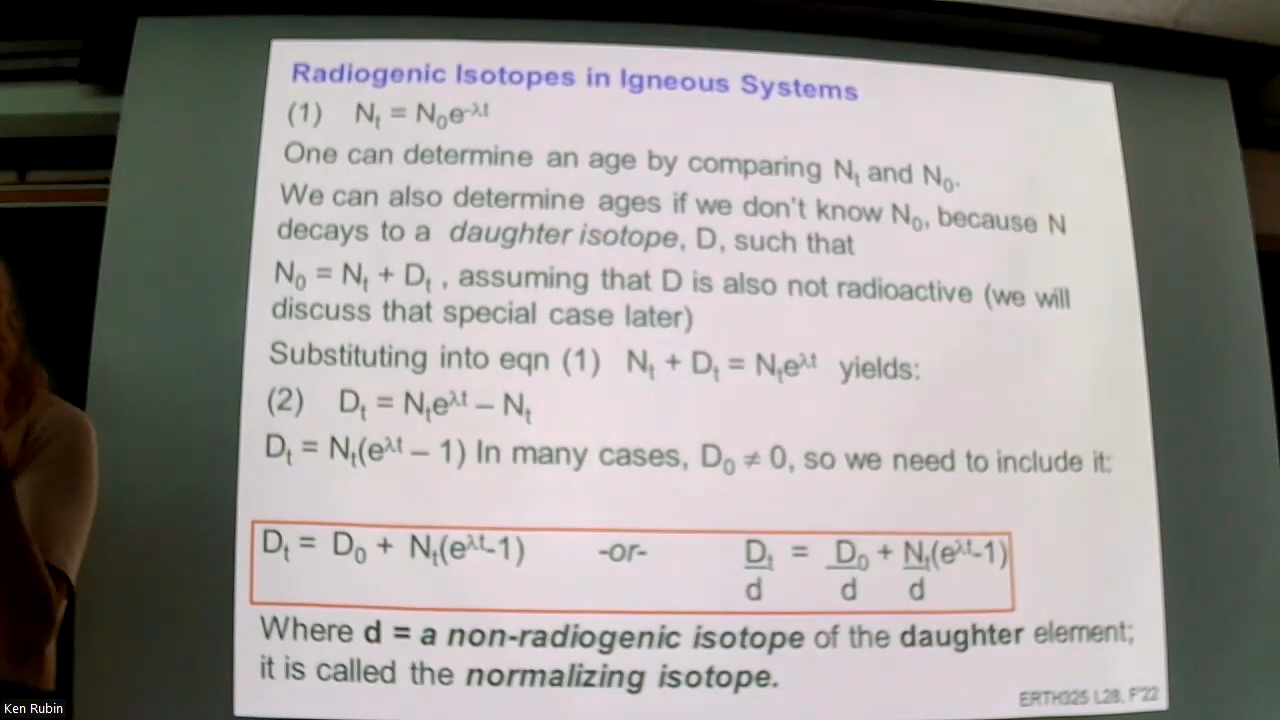 Radiogenic Isotopes in Igneous Systems
(1) Nₜ = N₀e⁻λᵗ
One can determine an age by comparing Nₜ and N₀.
We can also determine ages if we don't know N₀, because N
decays to a daughter isotope, D, such that
N₀ = Nₜ + Dₜ , assuming that D is also not radioactive (we will
discuss that special case later)
Substituting into eqn (1) Nₜ + Dₜ = Nₜeλᵗ yields:
(2) Dₜ = Nₜeλᵗ – Nₜ
Dₜ = Nₜ(eλᵗ – 1) In many cases, D₀ ≠ 0, so we need to include it:
Dₜ = D₀ + Nₜ(eλᵗ-1) -or- Dₜ = D₀ + Nₜ(eλᵗ-1)
d d d
Where d = a non-radiogenic isotope of the daughter element;
it is called the normalizing isotope.
ERTH325 L28, F'22
Ken Rubin